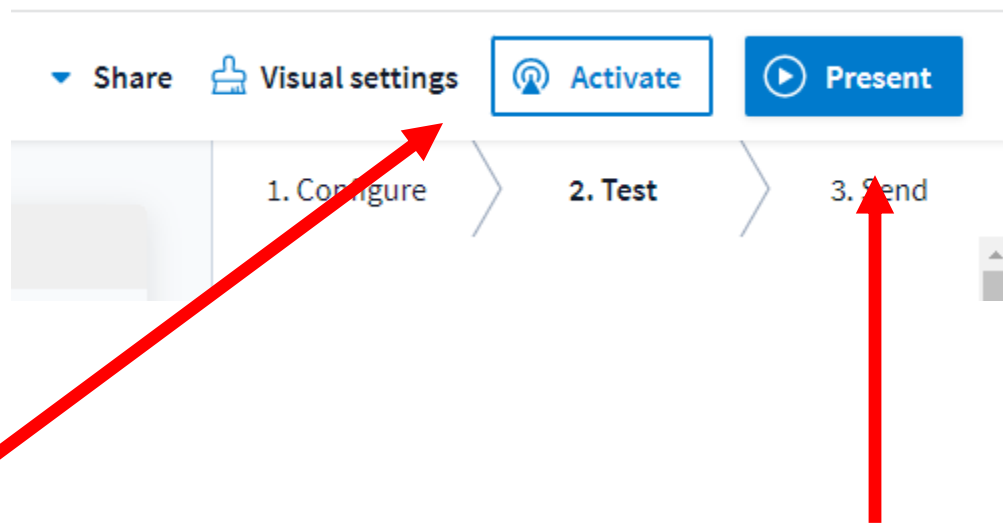 Share Visual settings Activate Present
1. Configure 2. Test 3. Send